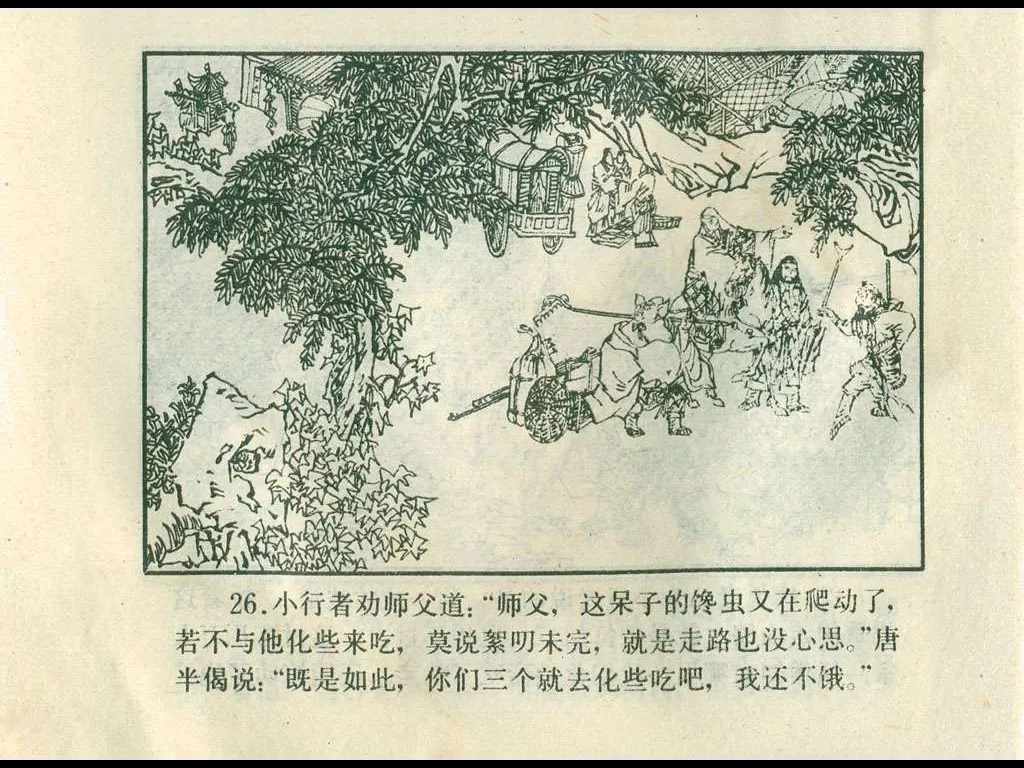 26.小行者劝师父道：“师父，这呆子的馋虫又在爬动了，
若不与他化些来吃，莫说絮叨未完，就是走路也没心思。”唐
半偈说：“既是如此，你们三个就去化些吃吧，我还不饿。”